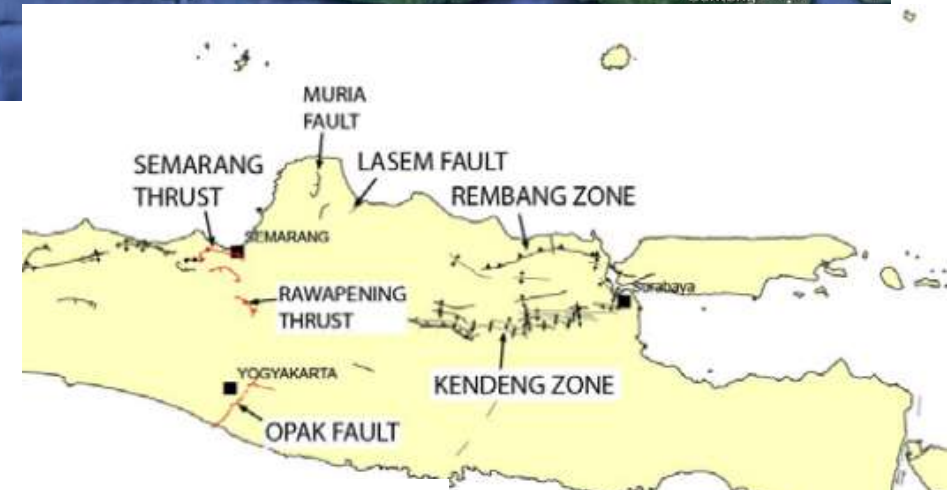 MURIA
FAULT
SEMARANG
THRUST
LASEM FAULT
REMBANG ZONE
SEMARANG
Surabaya
RAWAPENING
THRUST
YOGYAKARTA
KENDENG ZONE
OPAK FAULT